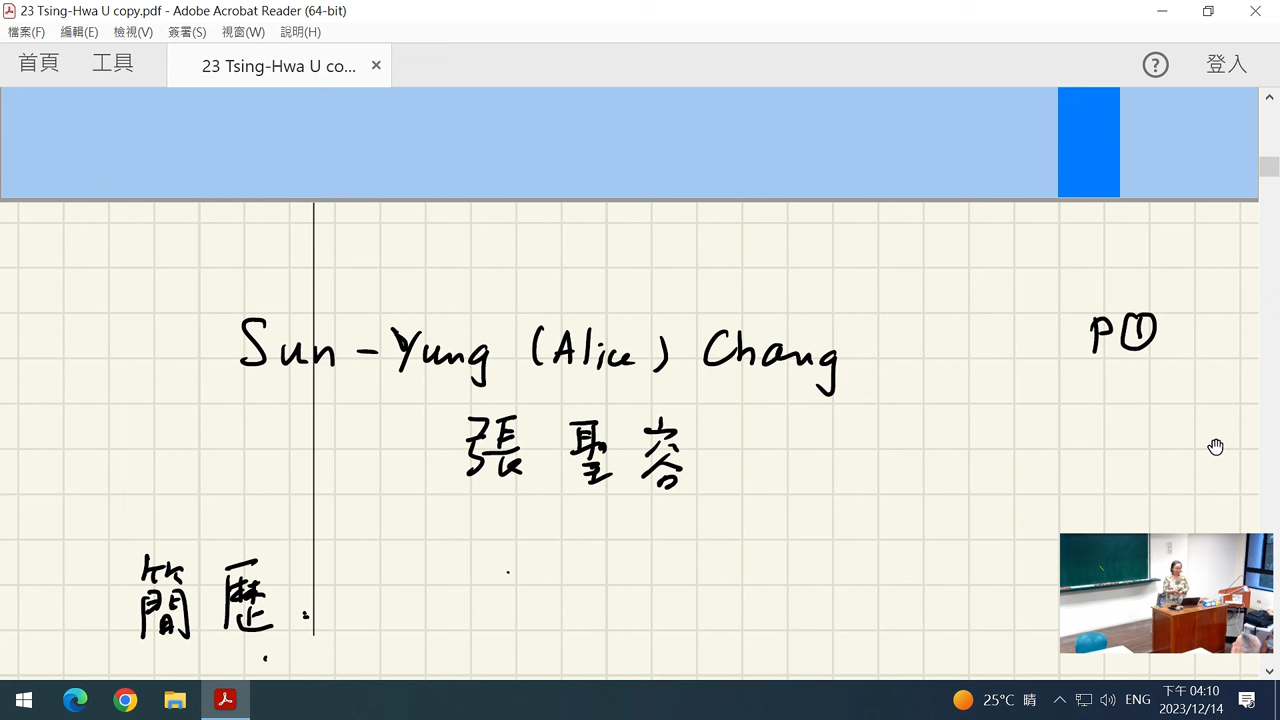 23 Tsing-Hwa U copy.pdf - Adobe Acrobat Reader (64-bit)
檔案(F) 編輯(E) 檢視(V) 簽署(S) 視窗(W) 說明(H)
首頁 工具 23 Tsing-Hwa U co... × ? 登入
Sun-Yung (Alice) Chang P①
張聖容
簡歷:
25°C 晴 ENG 下午 04:10
2023/12/14